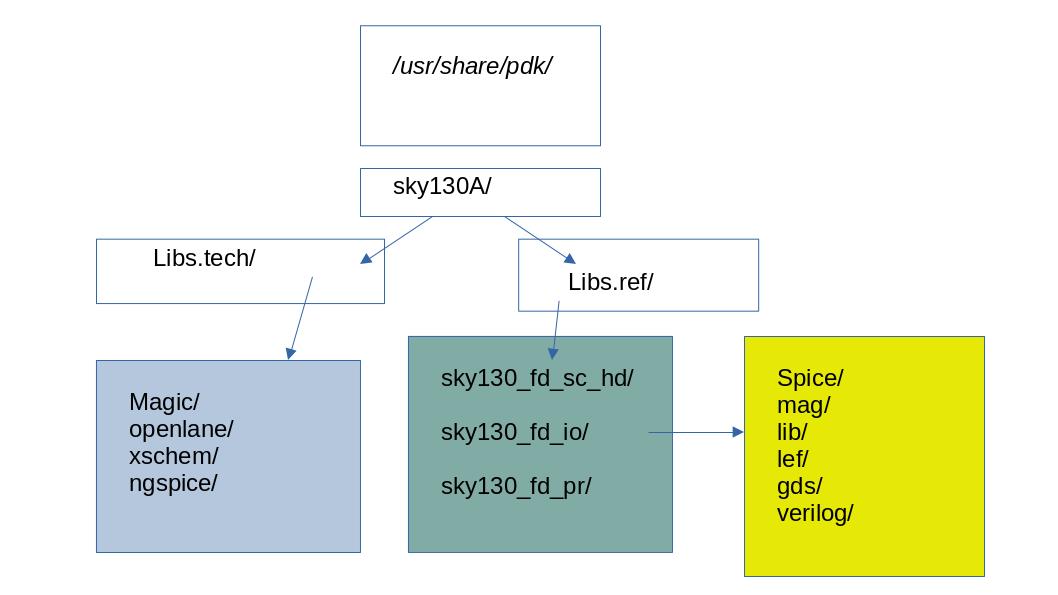 /usr/share/pdk/
sky130A/
Libs.tech/
Libs.ref/
Magic/
openlane/
xschem/
ngspice/
sky130_fd_sc_hd/
sky130_fd_io/
sky130_fd_pr/
Spice/
mag/
lib/
lef/
gds/
verilog/